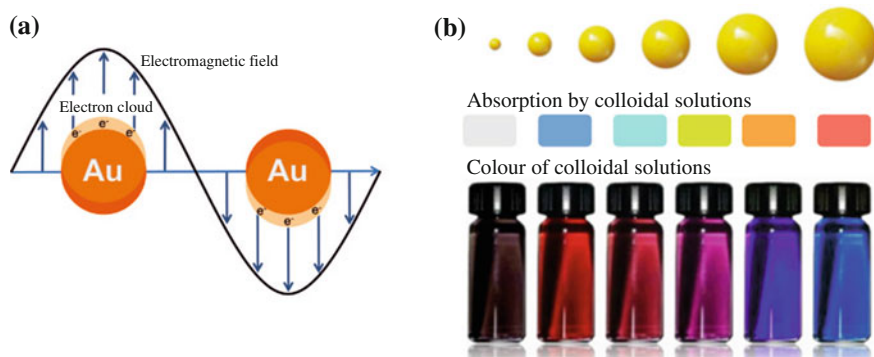 (a)
Electromagnetic field
Electron cloud
e- e- e-
Au
Au
e- e- e-
(b)
Absorption by colloidal solutions
Colour of colloidal solutions